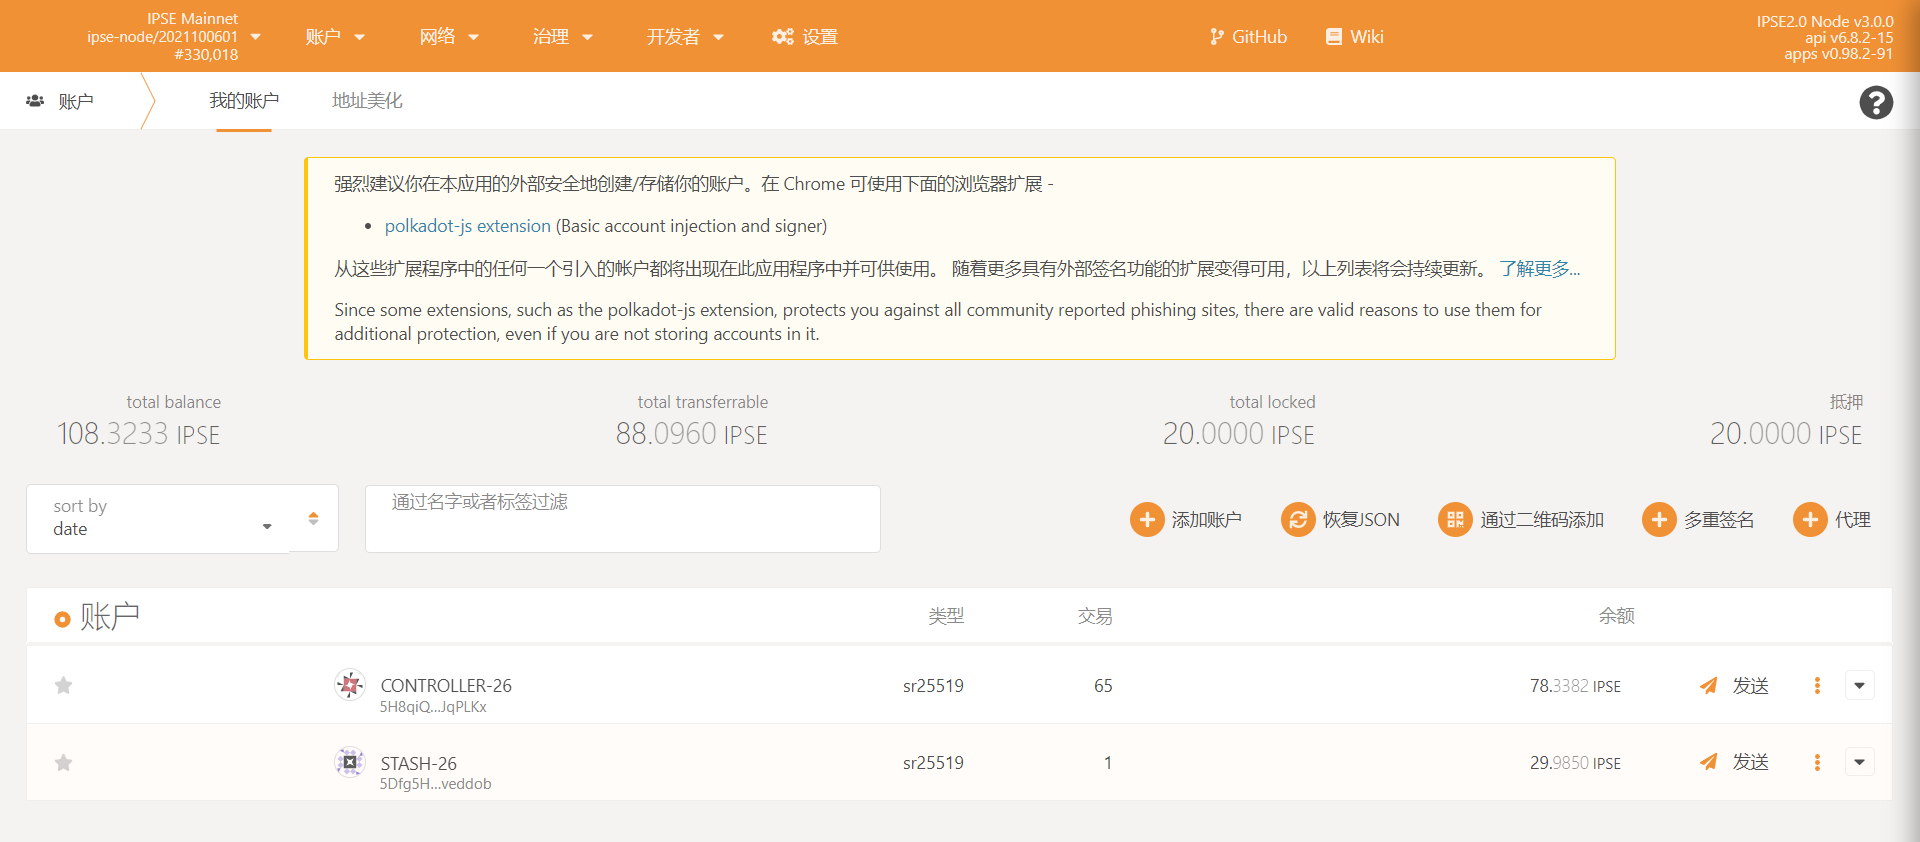 IPSE Mainnet
ipse-node/2021100601
#330,018
账户
网络
治理
开发者
设置
GitHub
Wiki
IPSE2.0 Node v3.0.0
api v6.8.2-15
apps v0.98.2-91
账户
我的账户
地址美化
强烈建议你在本应用的外部安全地创建/存储你的账户。在 Chrome 可使用下面的浏览器扩展 -
• polkadot-js extension (Basic account injection and signer)
从这些扩展程序中的任何一个引入的帐户都将出现在此应用程序中并可供使用。 随着更多具有外部签名功能的扩展变得可用，以上列表将会持续更新。 了解更多...
Since some extensions, such as the polkadot-js extension, protects you against all community reported phishing sites, there are valid reasons to use them for
additional protection, even if you are not storing accounts in it.
total balance
108.3233 IPSE
total transferrable
88.0960 IPSE
total locked
20.0000 IPSE
抵押
20.0000 IPSE
sort by
date
通过名字或者标签过滤
添加账户
恢复JSON
通过二维码添加
多重签名
代理
账户
类型
交易
余额
CONTROLLER-26
5H8qiQ...JqPLKx
sr25519
65
78.3382 IPSE
发送
STASH-26
5Dfg5H...veddob
sr25519
1
29.9850 IPSE
发送